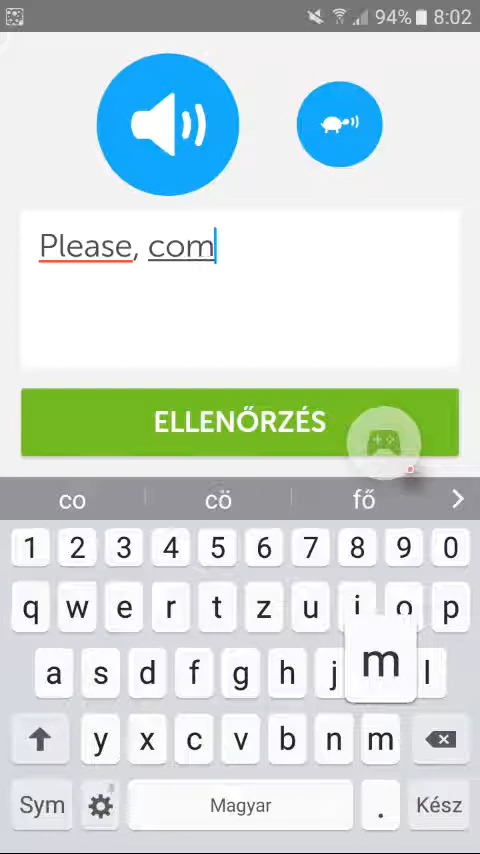 94% 8:02
Please, com
ELLENŐRZÉS
co cö fő
1 2 3 4 5 6 7 8 9 0
q w e r t z u i o p
a s d f g h j m l
y x c v b n m
Sym Magyar . Kész